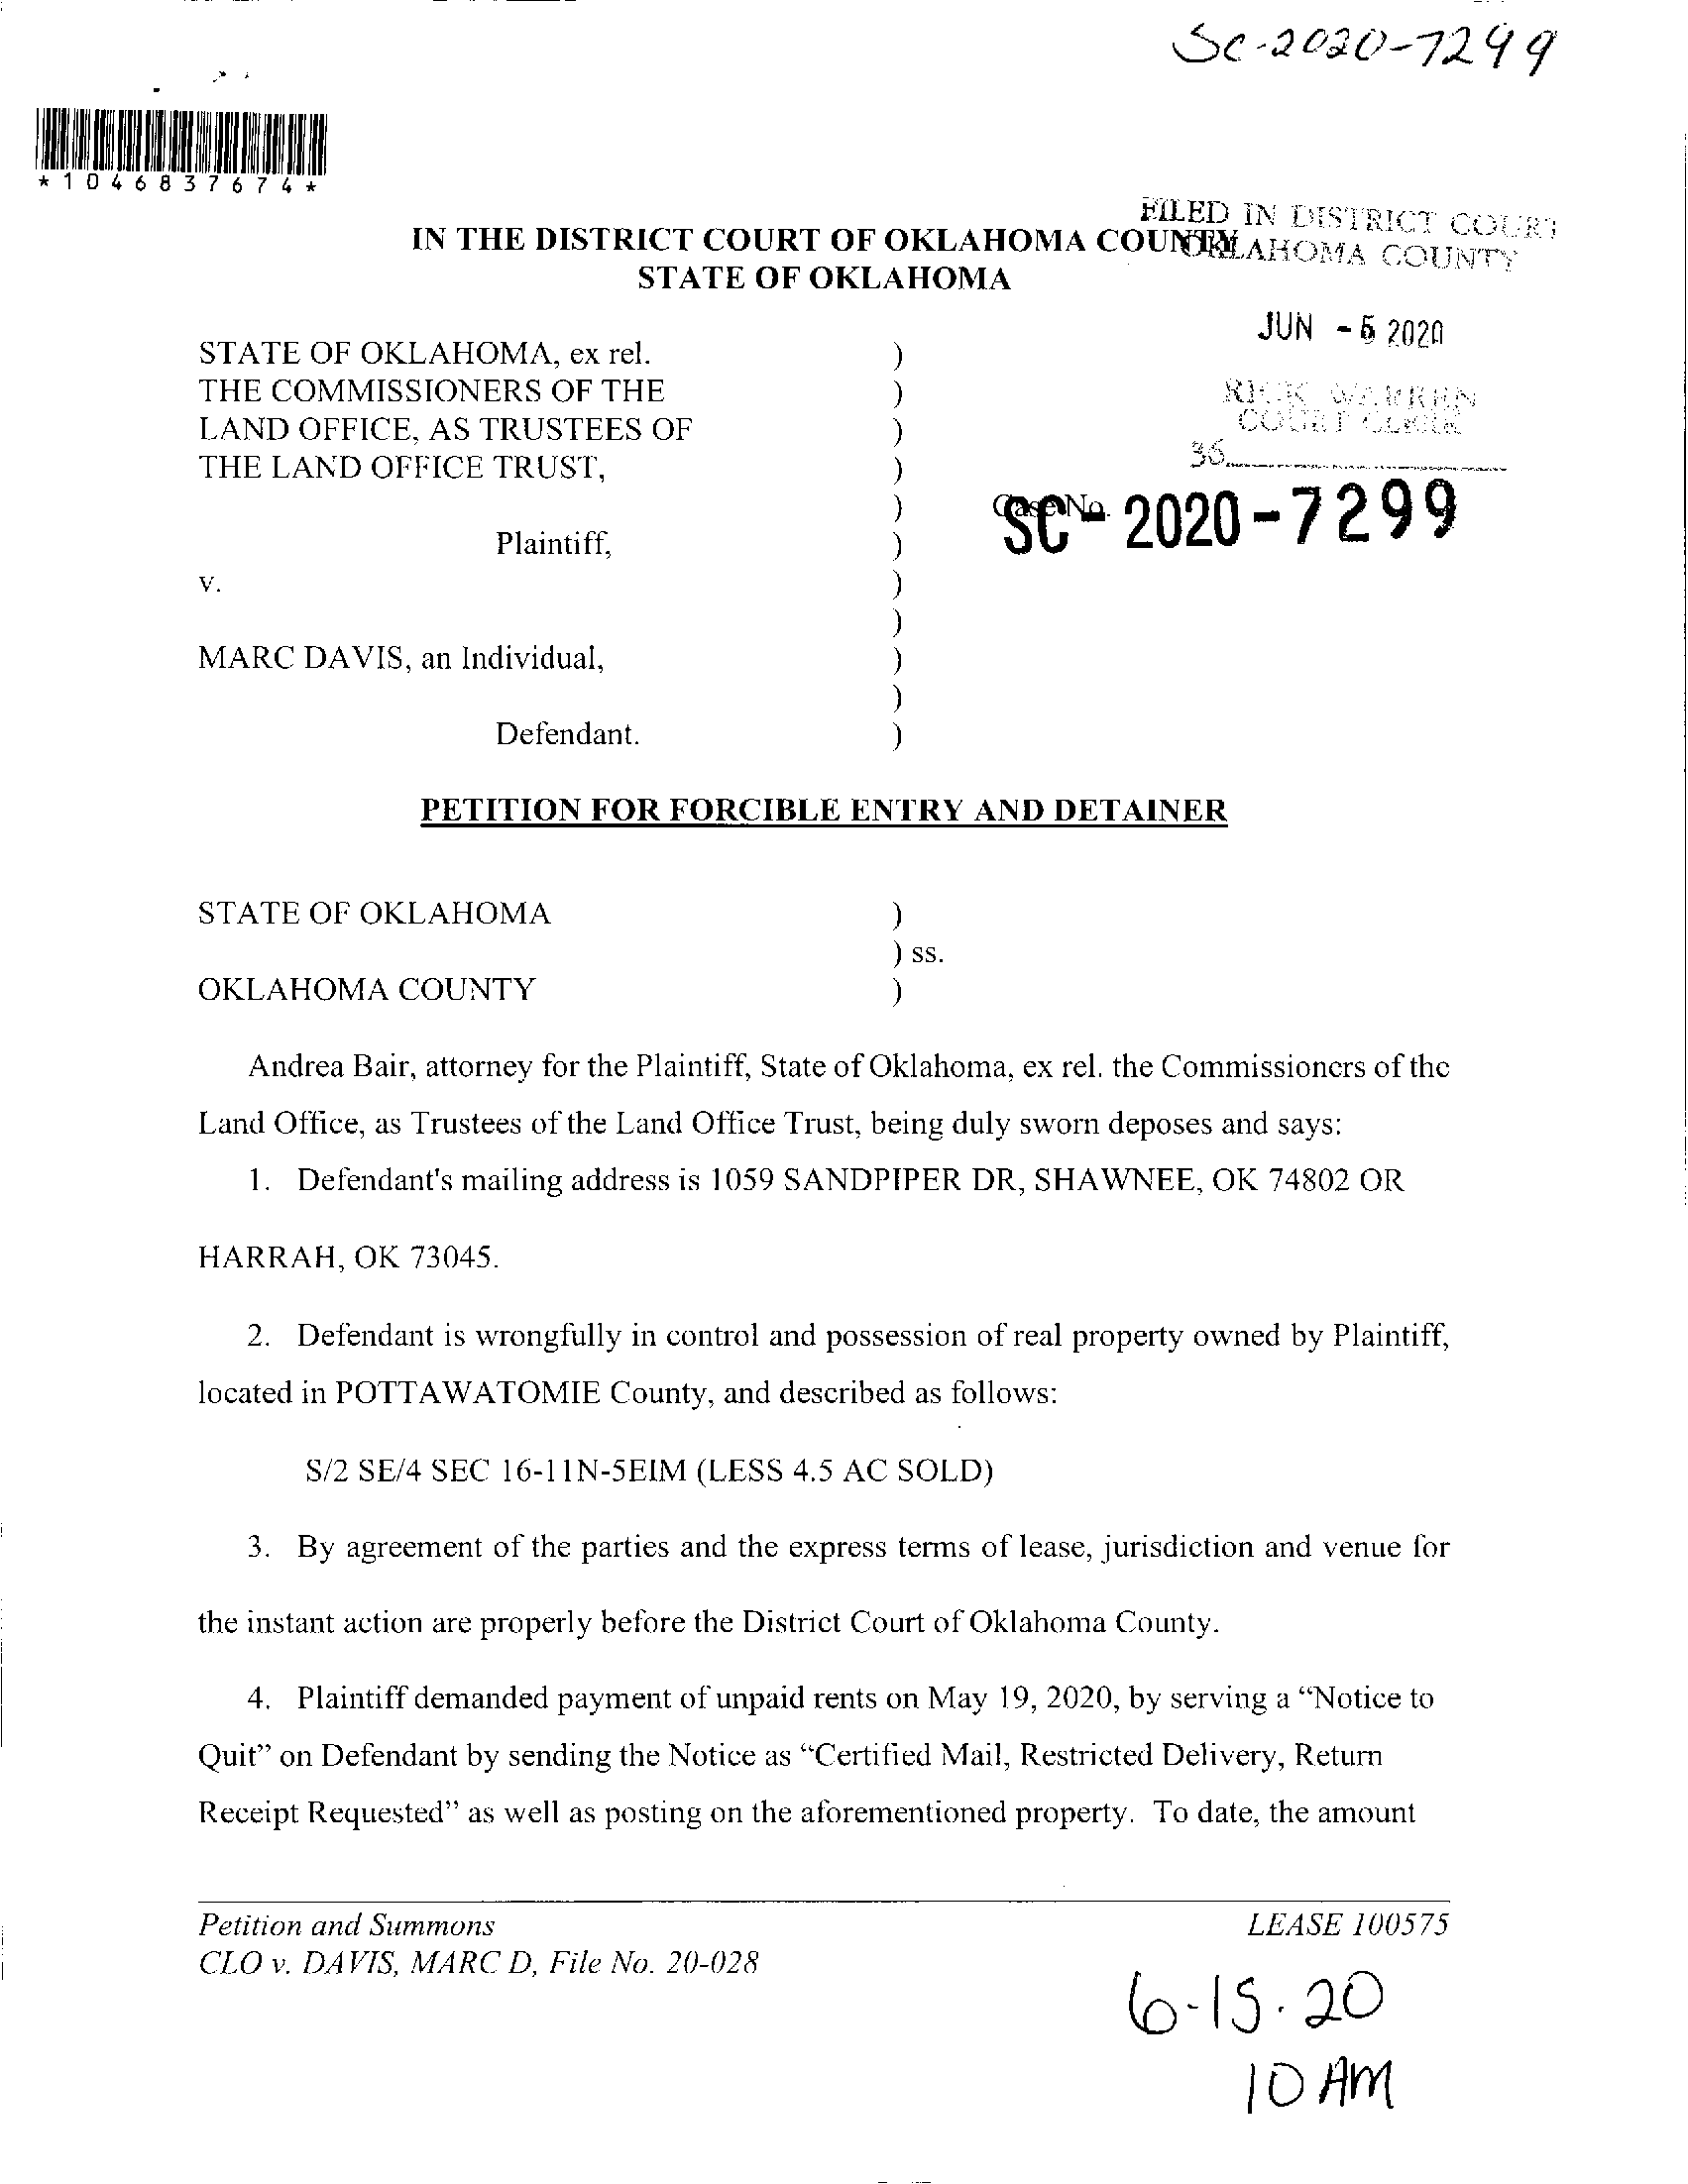 SC-2020-7299
*1046837674*
FILED IN DISTRICT COURT
OKLAHOMA COUNTY
IN THE DISTRICT COURT OF OKLAHOMA COUNTY
STATE OF OKLAHOMA
JUN - 5 2020
RICK WARREN
COURT CLERK
36
STATE OF OKLAHOMA, ex rel. )
THE COMMISSIONERS OF THE )
LAND OFFICE, AS TRUSTEES OF )
THE LAND OFFICE TRUST, )
) Case No. SC-2020-7299
Plaintiff, )
v. )
)
MARC DAVIS, an Individual, )
)
Defendant. )
PETITION FOR FORCIBLE ENTRY AND DETAINER
STATE OF OKLAHOMA )
) ss.
OKLAHOMA COUNTY )
Andrea Bair, attorney for the Plaintiff, State of Oklahoma, ex rel. the Commissioners of the
Land Office, as Trustees of the Land Office Trust, being duly sworn deposes and says:
1. Defendant's mailing address is 1059 SANDPIPER DR, SHAWNEE, OK 74802 OR
HARRAH, OK 73045.
2. Defendant is wrongfully in control and possession of real property owned by Plaintiff,
located in POTTAWATOMIE County, and described as follows:
S/2 SE/4 SEC 16-11N-5EIM (LESS 4.5 AC SOLD)
3. By agreement of the parties and the express terms of lease, jurisdiction and venue for
the instant action are properly before the District Court of Oklahoma County.
4. Plaintiff demanded payment of unpaid rents on May 19, 2020, by serving a “Notice to
Quit” on Defendant by sending the Notice as “Certified Mail, Restricted Delivery, Return
Receipt Requested” as well as posting on the aforementioned property. To date, the amount
Petition and Summons LEASE 100575
CLO v. DAVIS, MARC D, File No. 20-028
6-15-20
10 AM